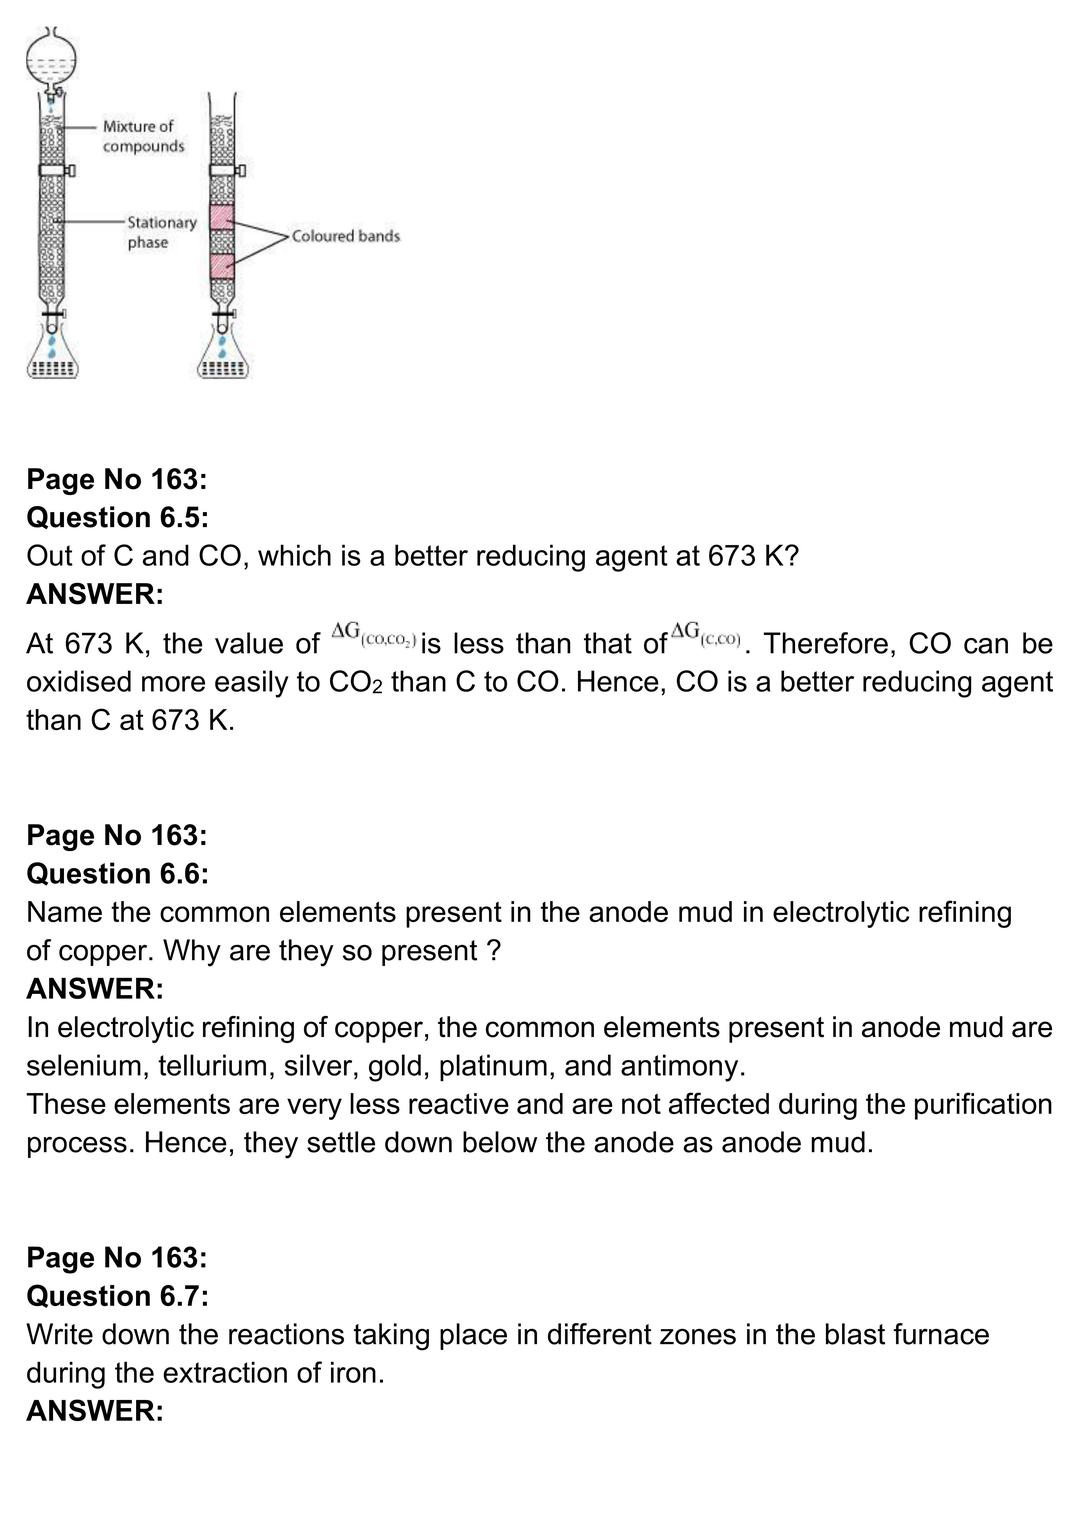 Mixture of
compounds
Stationary
phase
Coloured bands
Page No 163:
Question 6.5:
Out of C and CO, which is a better reducing agent at 673 K?
ANSWER:
At 673 K, the value of ΔG(CO,CO₂) is less than that of ΔG(C,CO). Therefore, CO can be
oxidised more easily to CO2 than C to CO. Hence, CO is a better reducing agent
than C at 673 K.
Page No 163:
Question 6.6:
Name the common elements present in the anode mud in electrolytic refining
of copper. Why are they so present ?
ANSWER:
In electrolytic refining of copper, the common elements present in anode mud are
selenium, tellurium, silver, gold, platinum, and antimony.
These elements are very less reactive and are not affected during the purification
process. Hence, they settle down below the anode as anode mud.
Page No 163:
Question 6.7:
Write down the reactions taking place in different zones in the blast furnace
during the extraction of iron.
ANSWER: